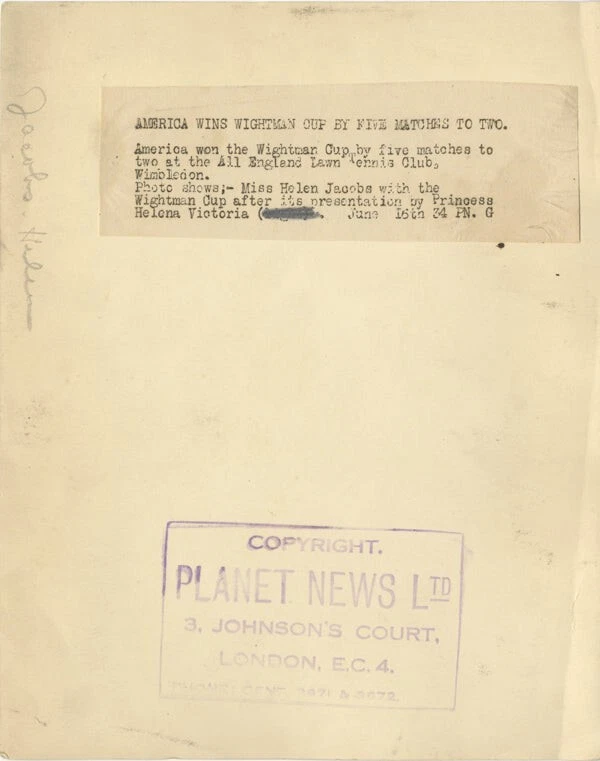 Jacobs Helen
AMERICA WINS WIGHTMAN CUP BY FIVE MATCHES TO TWO.
America won the Wightman Cup by five matches to
two at the All England Lawn Tennis Club,
Wimbledon.
Photo shows;- Miss Helen Jacobs with the
Wightman Cup after its presentation by Princess
Helena Victoria ( . June 16th 34 PN. G
COPYRIGHT.
PLANET NEWS LTD
3, JOHNSON'S COURT,
LONDON, E.C.4.
CENT. & 3672.